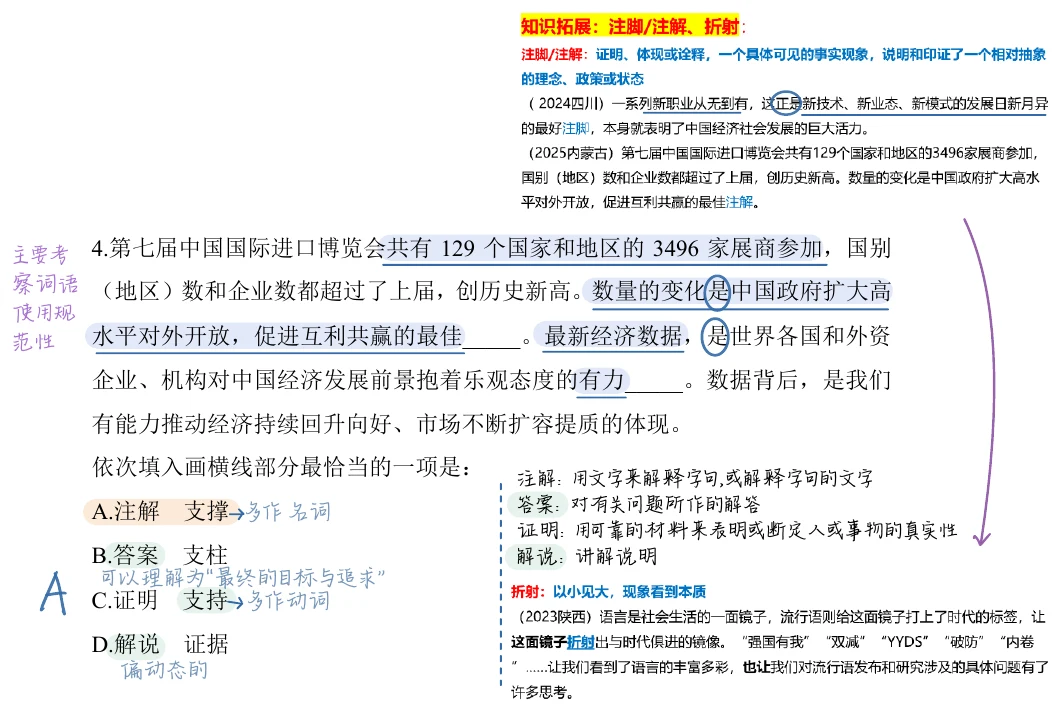 知识拓展：注脚/注解、折射：
注脚/注解：证明、体现或诠释，一个具体可见的事实现象，说明和印证了一个相对抽象
的理念、政策或状态
（ 2024四川）一系列新职业从无到有，这正是新技术、新业态、新模式的发展日新月异
的最好注脚，本身就表明了中国经济社会发展的巨大活力。
（2025内蒙古）第七届中国国际进口博览会共有129个国家和地区的3496家展商参加，
国别（地区）数和企业数都超过了上届，创历史新高。数量的变化是中国政府扩大高水
平对外开放，促进互利共赢的最佳注解。
主要考
察词语
使用规
范性
4.第七届中国国际进口博览会共有 129 个国家和地区的 3496 家展商参加，国别
（地区）数和企业数都超过了上届，创历史新高。数量的变化是中国政府扩大高
水平对外开放，促进互利共赢的最佳_____。最新经济数据，是世界各国和外资
企业、机构对中国经济发展前景抱着乐观态度的有力_____。数据背后，是我们
有能力推动经济持续回升向好、市场不断扩容提质的体现。
依次填入画横线部分最恰当的一项是：
A.注解 支撑→多作名词
B.答案 支柱
可以理解为“最终的目标与追求”
A
C.证明 支持→多作动词
D.解说 证据
偏动态的
注解：用文字来解释字句,或解释字句的文字
答案：对有关问题所作的解答
证明：用可靠的材料来表明或断定人或事物的真实性
解说：讲解说明
折射：以小见大，现象看到本质
（2023陕西）语言是社会生活的一面镜子，流行语则给这面镜子打上了时代的标签，让
这面镜子折射出与时代俱进的镜像。 “强国有我” “双减” “YYDS” “破防” “内卷
” ……让我们看到了语言的丰富多彩，也让我们对流行语发布和研究涉及的具体问题有了
许多思考。